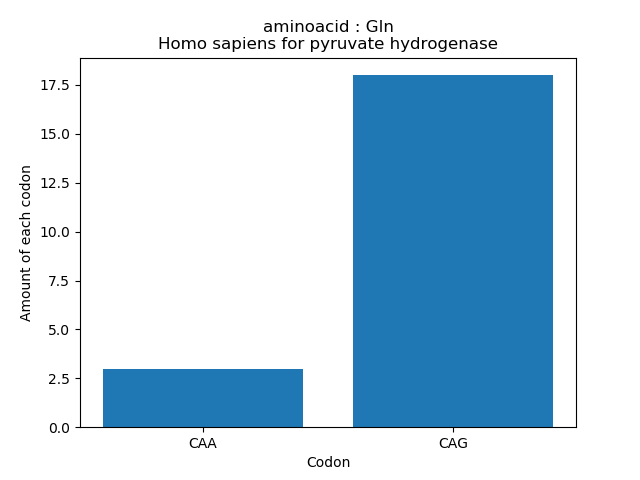 aminoacid : Gln
Homo sapiens for pyruvate hydrogenase
17.5
15.0
12.5
10.0
7.5
5.0
2.5
0.0
Amount of each codon
CAA CAG
Codon